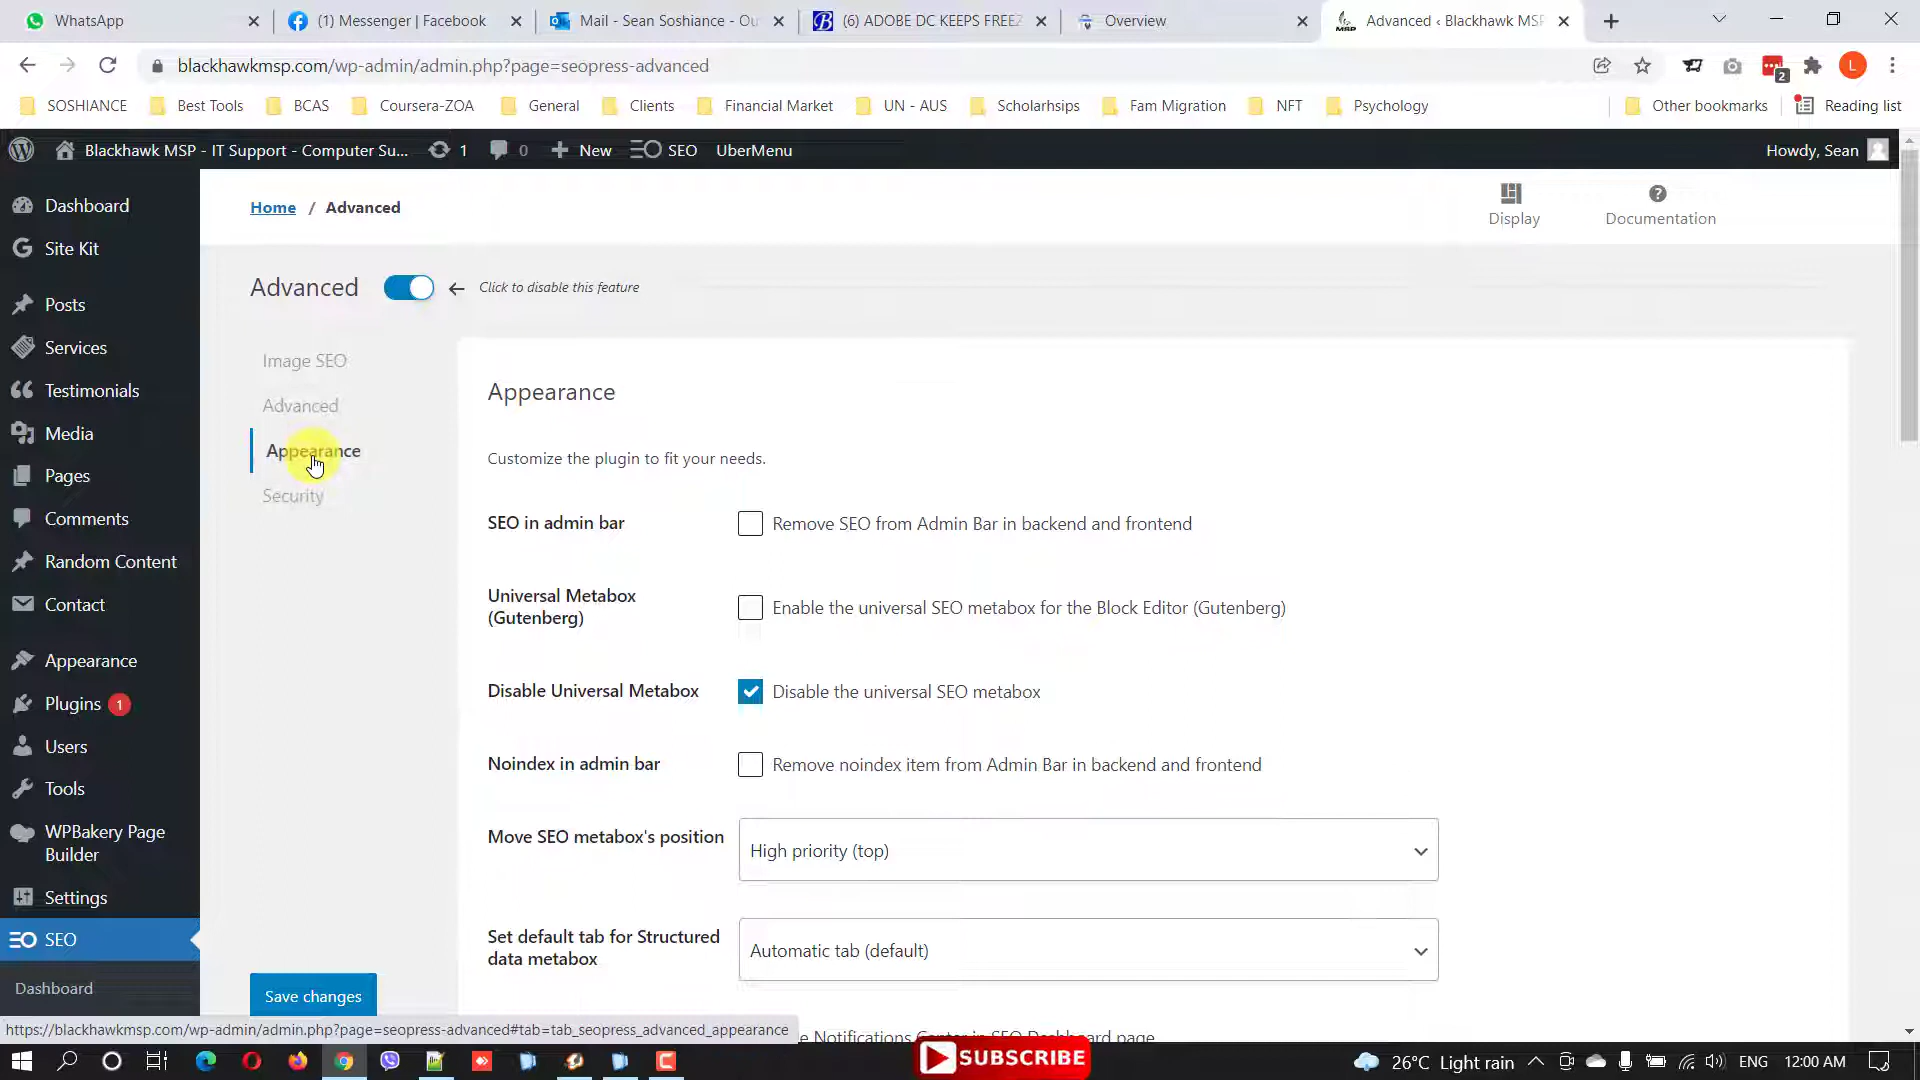 WhatsApp
(1) Messenger | Facebook
Mail - Sean Soshiance - Ou
(6) ADOBE DC KEEPS FREEZ
Overview
Advanced ‹ Blackhawk MSP
blackhawkmsp.com/wp-admin/admin.php?page=seopress-advanced
2
L
SOSHIANCE
Best Tools
BCAS
Coursera-ZOA
General
Clients
Financial Market
UN - AUS
Scholarhsips
Fam Migration
NFT
Psychology
Other bookmarks
Reading list
Blackhawk MSP - IT Support - Computer Su...
1
0
New
SEO
UberMenu
Howdy, Sean
Dashboard
Site Kit
Posts
Services
Testimonials
Media
Pages
Comments
Random Content
Contact
Appearance
Plugins 1
Users
Tools
WPBakery Page
Builder
Settings
SEO
Dashboard
Home / Advanced
Display
Documentation
Advanced
Click to disable this feature
Image SEO
Advanced
Appearance
Security
Save changes
Appearance
Customize the plugin to fit your needs.
SEO in admin bar
Remove SEO from Admin Bar in backend and frontend
Universal Metabox
(Gutenberg)
Enable the universal SEO metabox for the Block Editor (Gutenberg)
Disable Universal Metabox
Disable the universal SEO metabox
Noindex in admin bar
Remove noindex item from Admin Bar in backend and frontend
Move SEO metabox's position
High priority (top)
Set default tab for Structured
data metabox
Automatic tab (default)
Notifications Center in SEO Dashboard page
https://blackhawkmsp.com/wp-admin/admin.php?page=seopress-advanced#tab=tab_seopress_advanced_appearance
SUBSCRIBE
26°C Light rain
ENG
12:00 AM